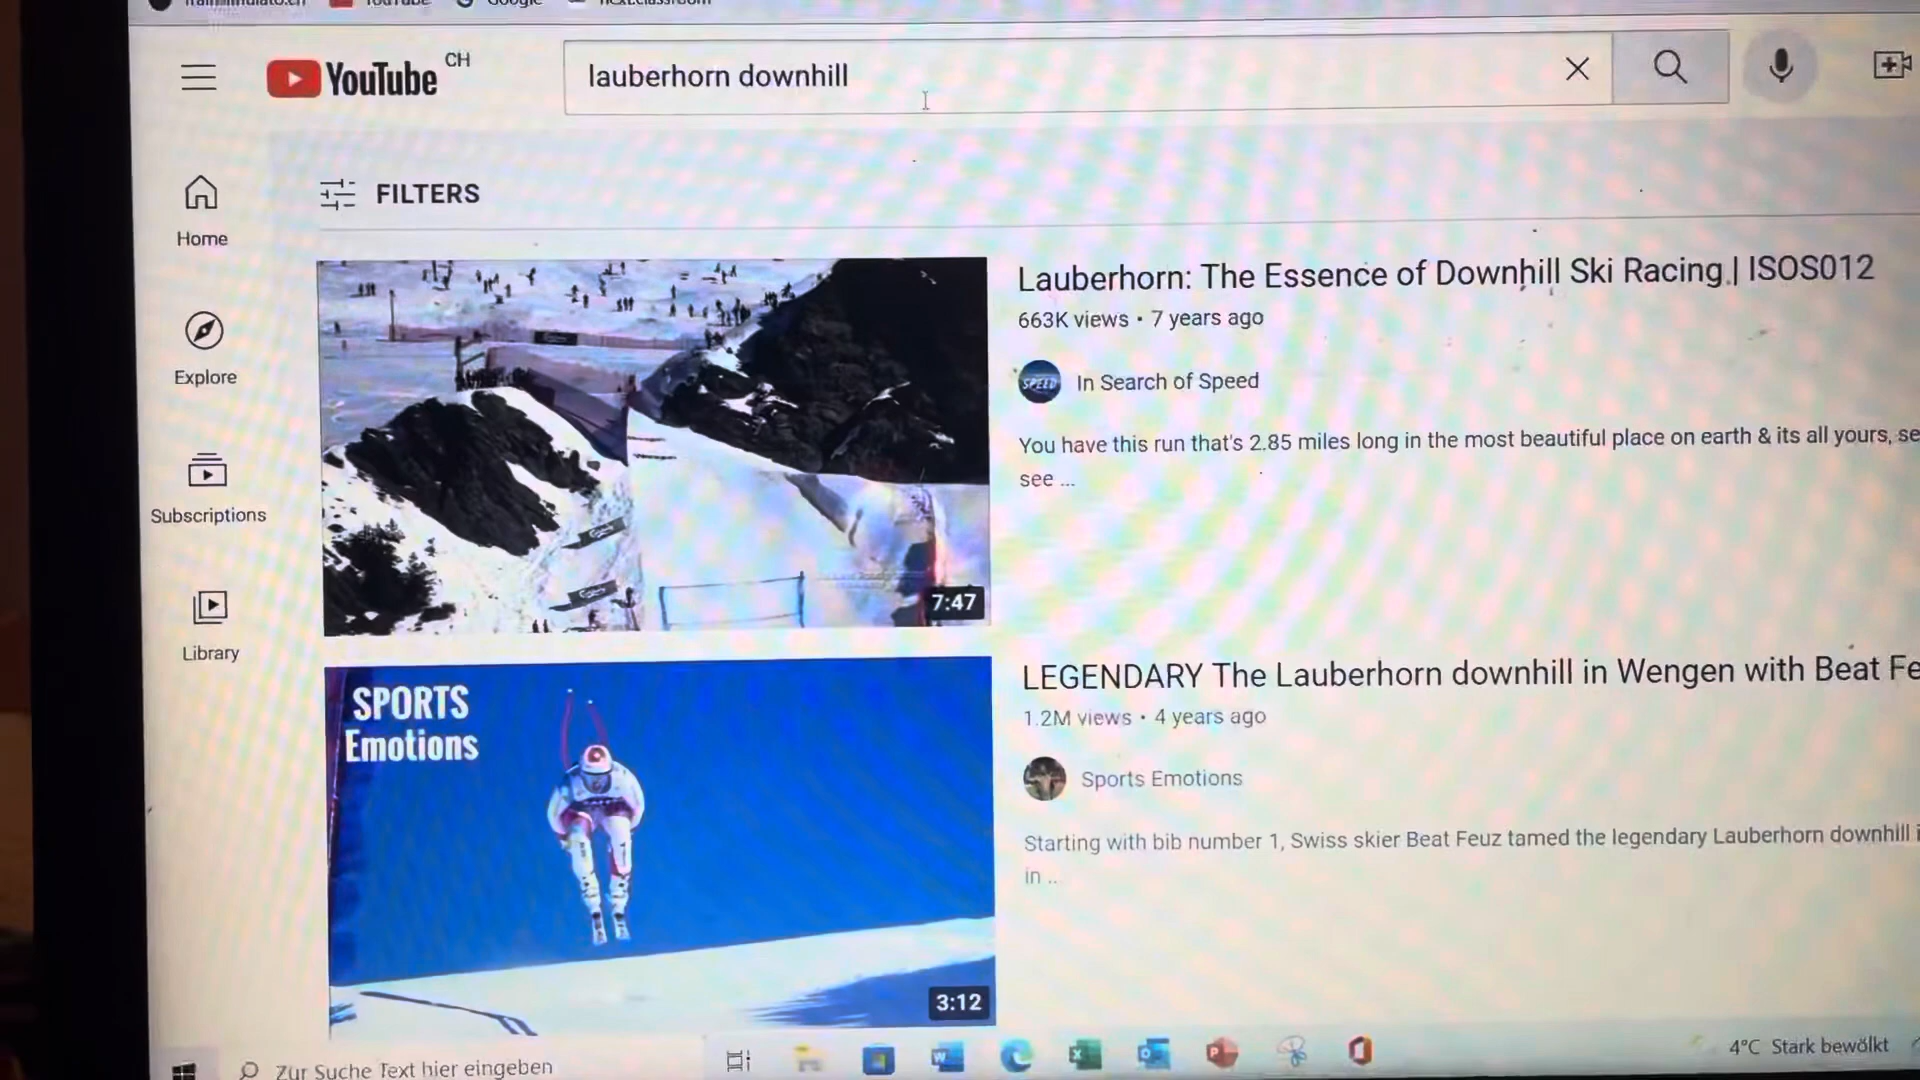 YouTube CH
lauberhorn downhill
FILTERS
Home
Explore
Subscriptions
Library
7:47
Lauberhorn: The Essence of Downhill Ski Racing | ISOS012
663K views • 7 years ago
SPEED
In Search of Speed
You have this run that's 2.85 miles long in the most beautiful place on earth & its all yours, se
see ...
SPORTS
Emotions
3:12
LEGENDARY The Lauberhorn downhill in Wengen with Beat Fe
1.2M views • 4 years ago
Sports Emotions
Starting with bib number 1, Swiss skier Beat Feuz tamed the legendary Lauberhorn downhill i
in ..
Zur Suche Text hier eingeben
4°C Stark bewölkt